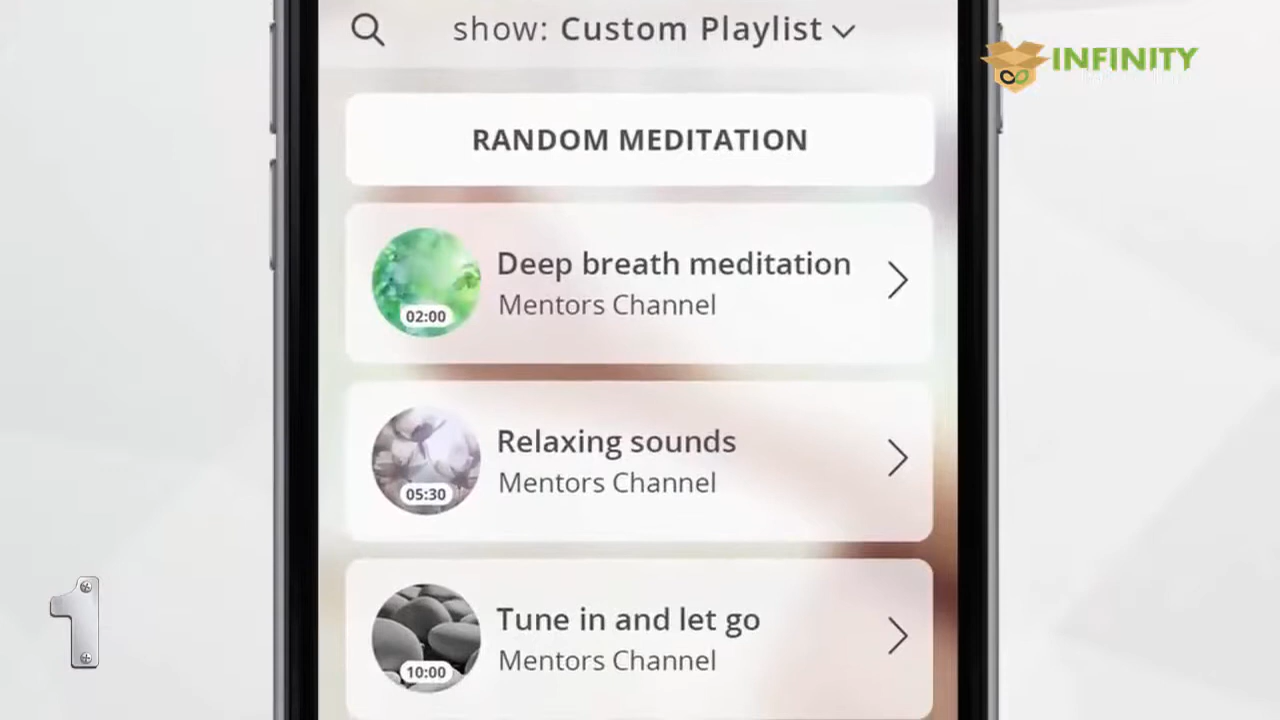 show: Custom Playlist
INFINITY
RANDOM MEDITATION
Deep breath meditation
Mentors Channel
02:00
Relaxing sounds
Mentors Channel
05:30
Tune in and let go
Mentors Channel
10:00
1